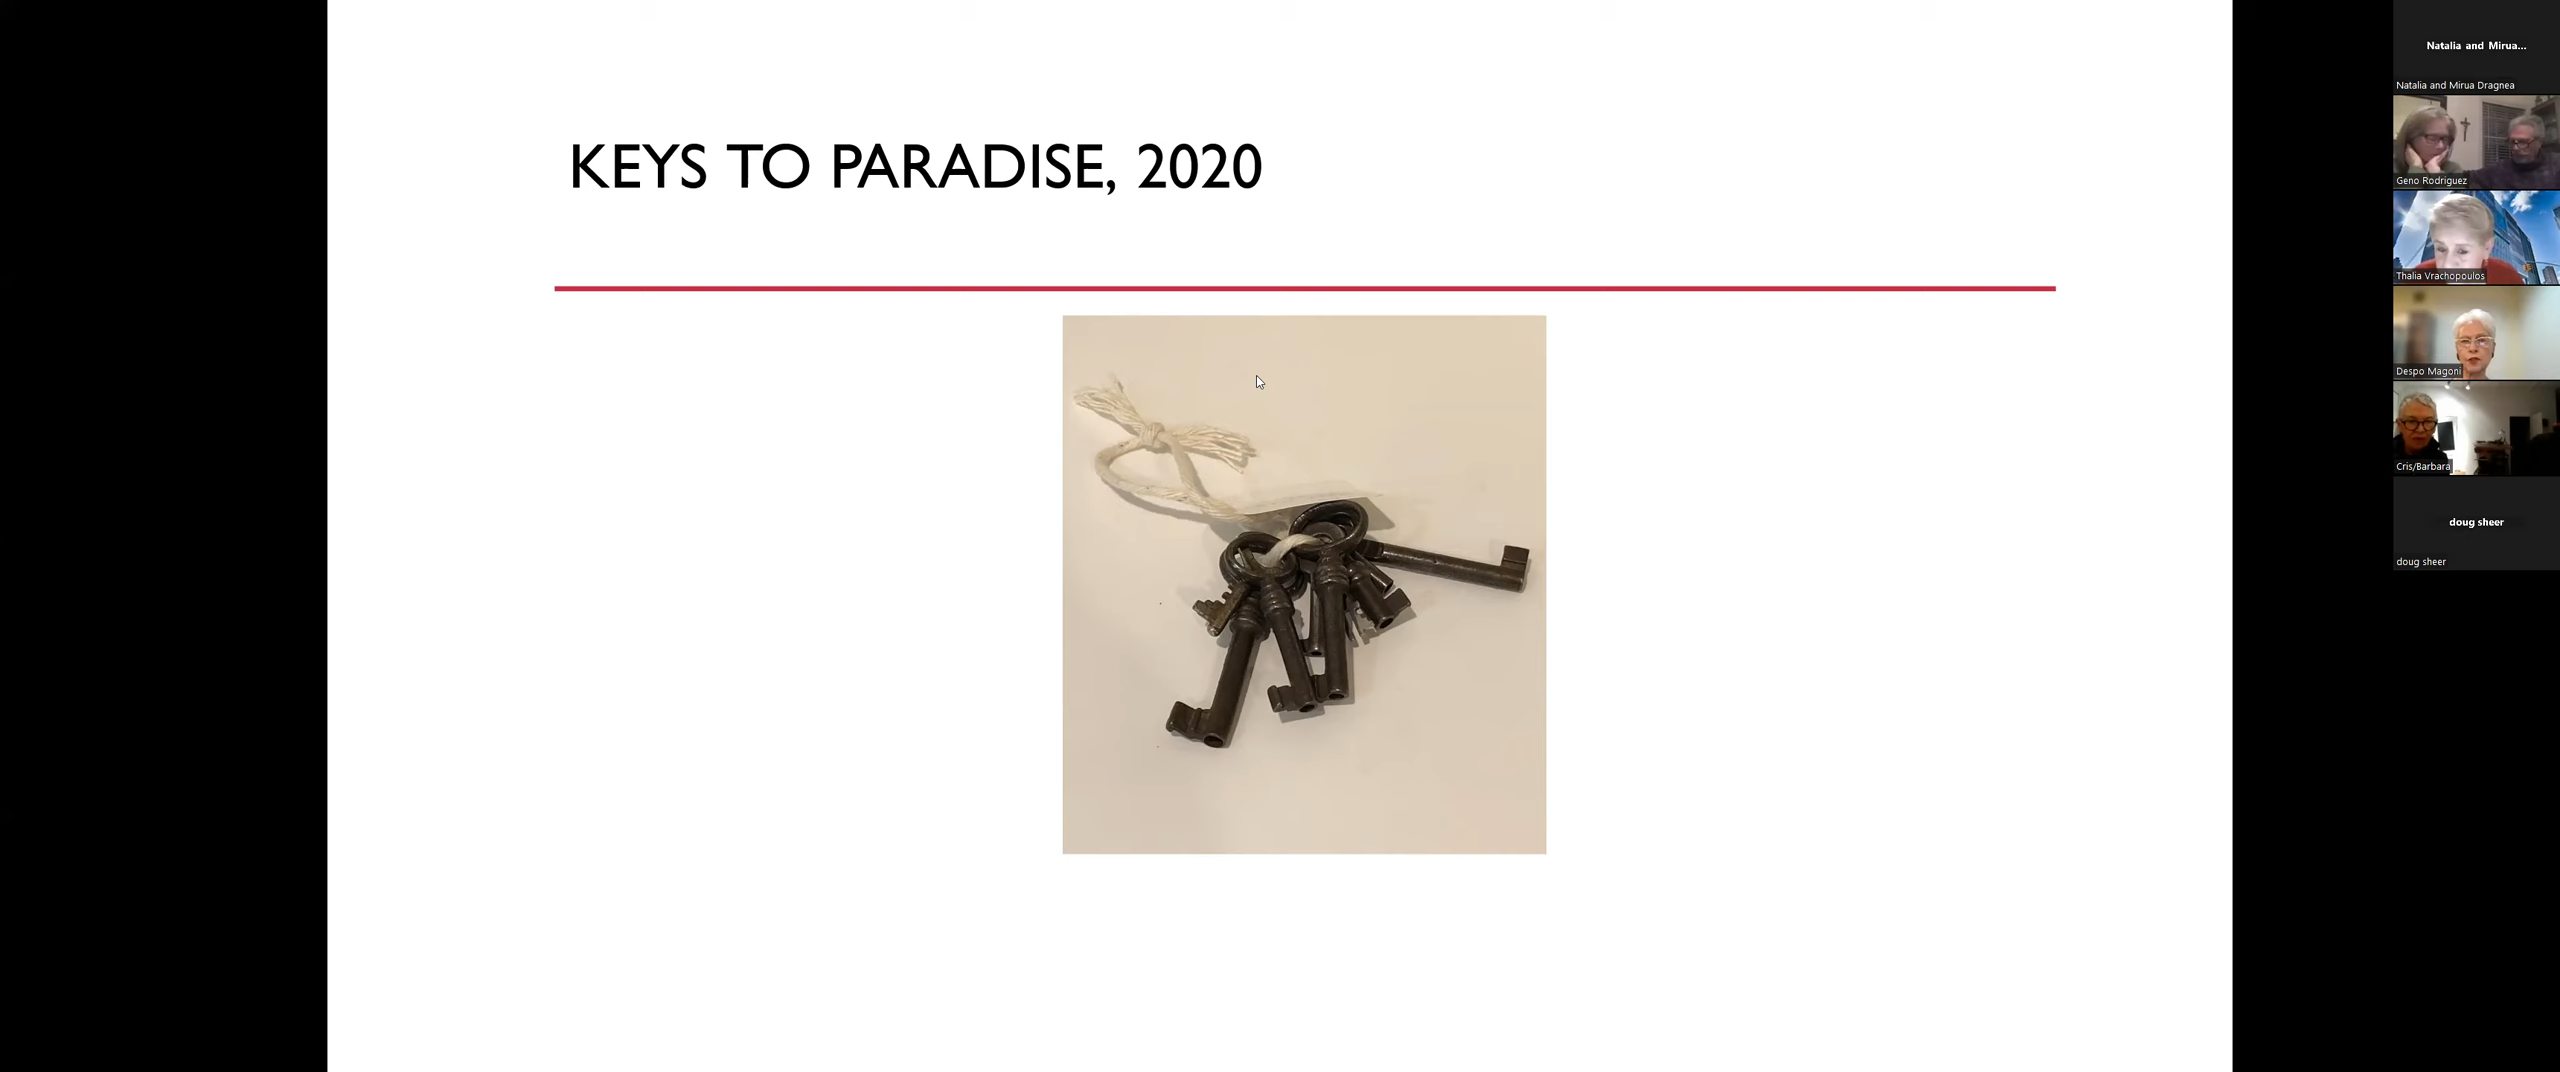 KEYS TO PARADISE, 2020
Natalia and Mirua...
Natalia and Mirua Dragnea
Geno Rodriguez
Thalia Vrachopoulos
Despo Magoni
Cris/Barbara
doug sheer
doug sheer